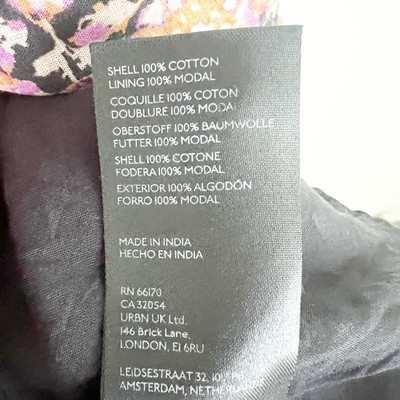 SHELL 100% COTTON
LINING 100% MODAL
COQUILLE 100% COTON
DOUBLURE 100% MODAL
OBERSTOFF 100% BAUMWOLLE
FUTTER 100% MODAL
SHELL 100% COTONE
FODERA 100% MODAL
EXTERIOR 100% ALGODÓN
FORRO 100% MODAL
MADE IN INDIA
HECHO EN INDIA
RN 66170
CA 32054
URBN UK Ltd.
146 Brick Lane,
LONDON, E1 6RU
LEIDSESTRAAT 32,
AMSTERDAM,